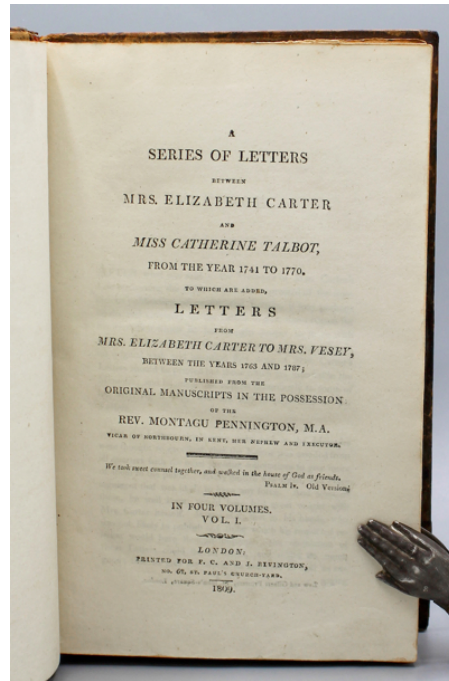 A
SERIES OF LETTERS
BETWEEN
MRS. ELIZABETH CARTER
AND
MISS CATHERINE TALBOT,
FROM THE YEAR 1741 TO 1770.
TO WHICH ARE ADDED,
LETTERS
FROM
MRS. ELIZABETH CARTER TO MRS. VESEY,
BETWEEN THE YEARS 1763 AND 1787;
PUBLISHED FROM THE
ORIGINAL MANUSCRIPTS IN THE POSSESSION
OF THE
REV. MONTAGU PENNINGTON, M.A.
VICAR OF NORTHBOURN, IN KENT, HER NEPHEW AND EXECUTOR.
We took sweet counsel together, and walked in the house of God as friends.
PSALM lv. Old Version.
IN FOUR VOLUMES.
VOL. I.
LONDON:
PRINTED FOR F. C. AND J. RIVINGTON,
NO. 62, ST. PAUL'S CHURCH-YARD.
1809.